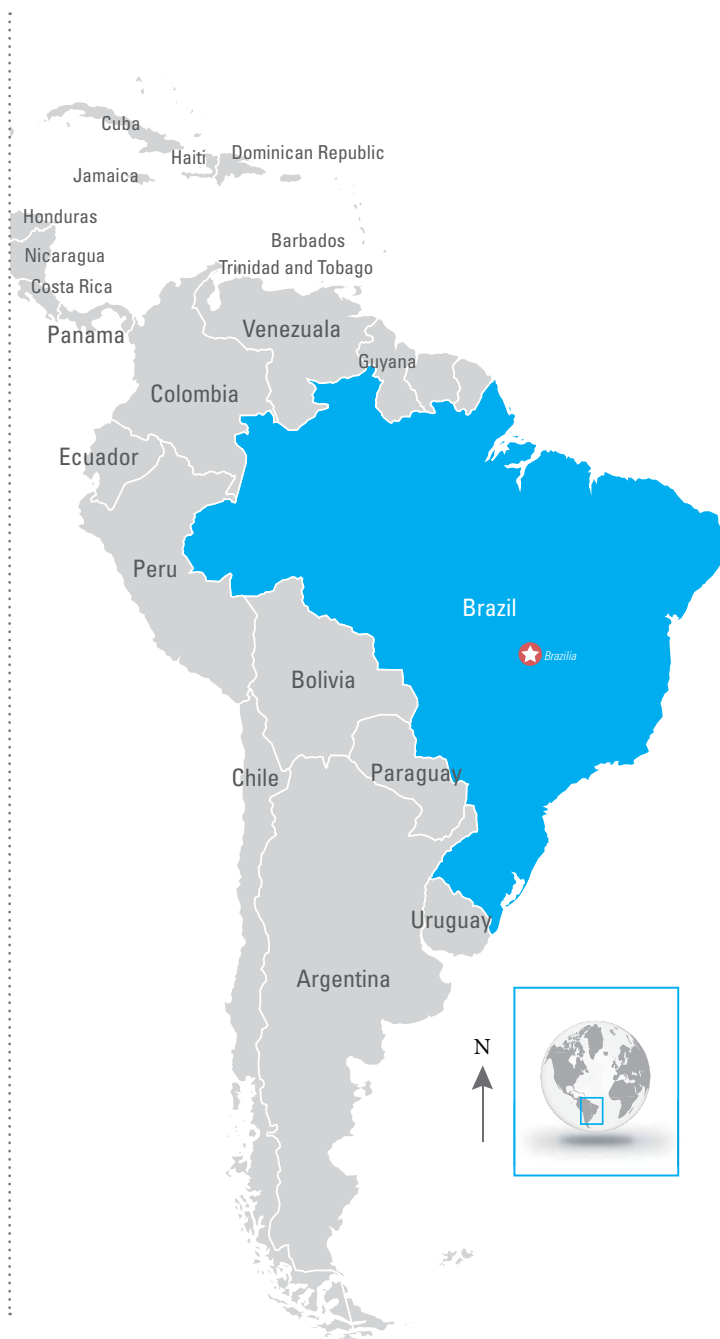 Cuba
Haiti
Dominican Republic
Jamaica
Honduras
Nicaragua
Costa Rica
Panama
Barbados
Trinidad and Tobago
Venezuala
Guyana
Colombia
Ecuador
Peru
Brazil
Brazilia
Bolivia
Chile
Paraguay
Uruguay
Argentina
N